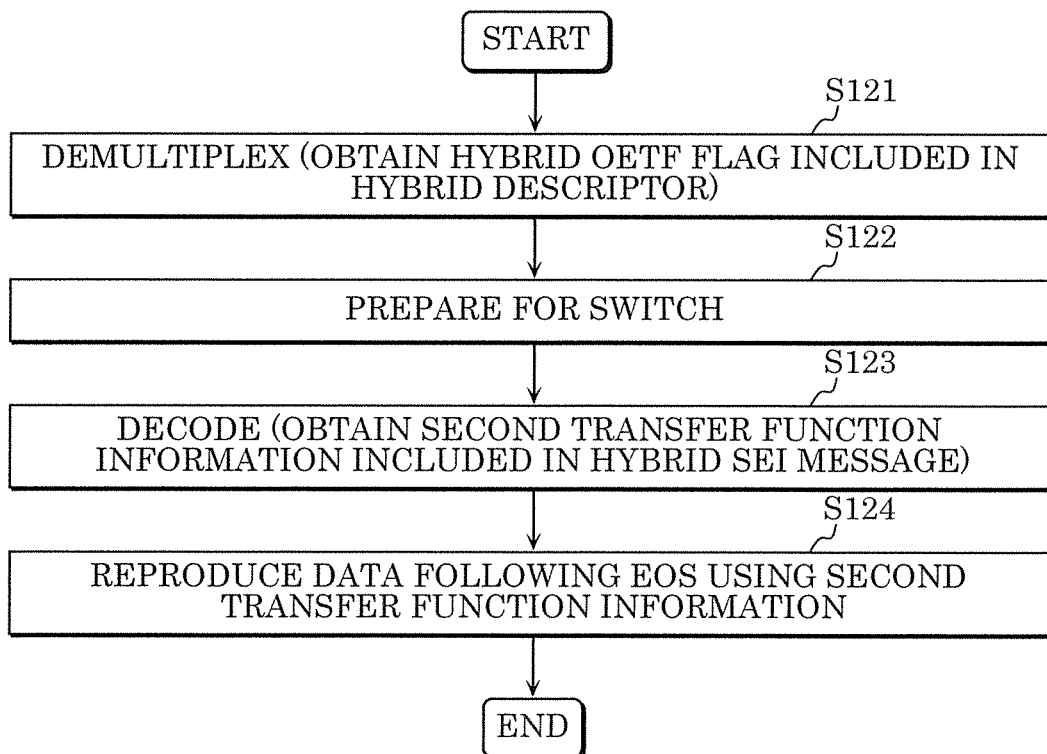 START
S121
DEMULTIPLEX (OBTAIN HYBRID OETF FLAG INCLUDED IN
HYBRID DESCRIPTOR)
S122
PREPARE FOR SWITCH
S123
DECODE (OBTAIN SECOND TRANSFER FUNCTION
INFORMATION INCLUDED IN HYBRID SEI MESSAGE)
S124
REPRODUCE DATA FOLLOWING EOS USING SECOND
TRANSFER FUNCTION INFORMATION
END